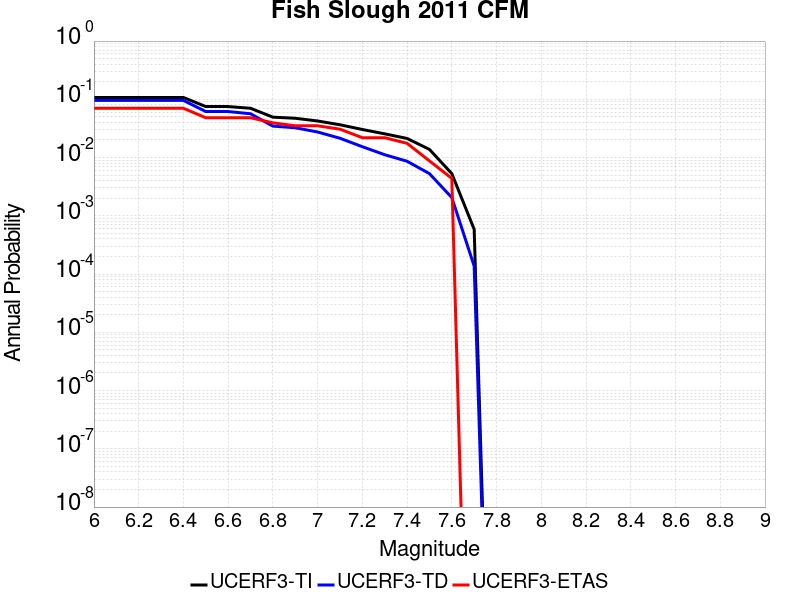 Fish Slough 2011 CFM
10^0
10^-1
10^-2
10^-3
10^-4
10^-5
10^-6
10^-7
10^-8
Annual Probability
6 6.2 6.4 6.6 6.8 7 7.2 7.4 7.6 7.8 8 8.2 8.4 8.6 8.8 9
Magnitude
UCERF3-TI UCERF3-TD UCERF3-ETAS